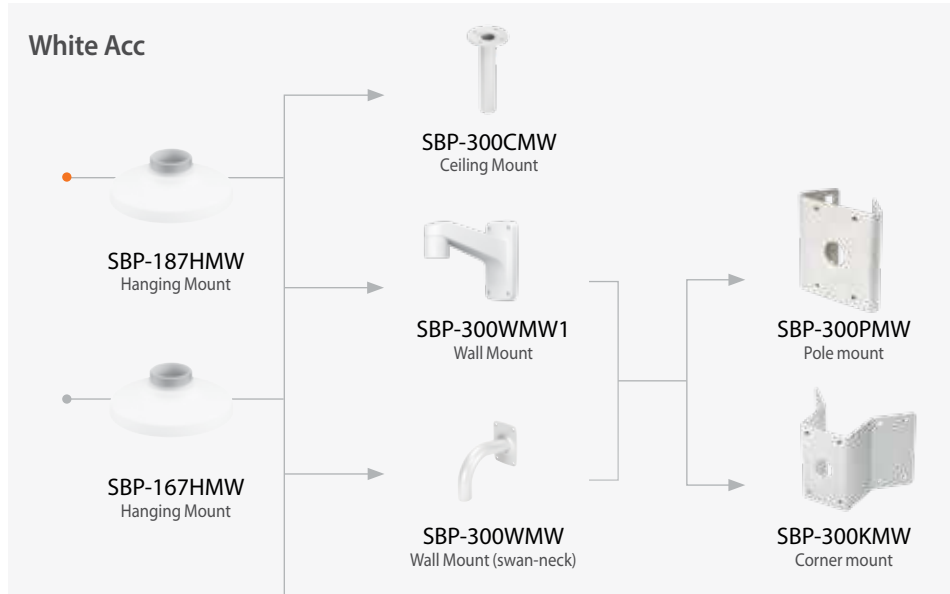 White Acc
SBP-300CMW
Ceiling Mount
SBP-187HMW
Hanging Mount
SBP-300WMW1
Wall Mount
SBP-300PMW
Pole mount
SBP-167HMW
Hanging Mount
SBP-300WMW
Wall Mount (swan-neck)
SBP-300KMW
Corner mount